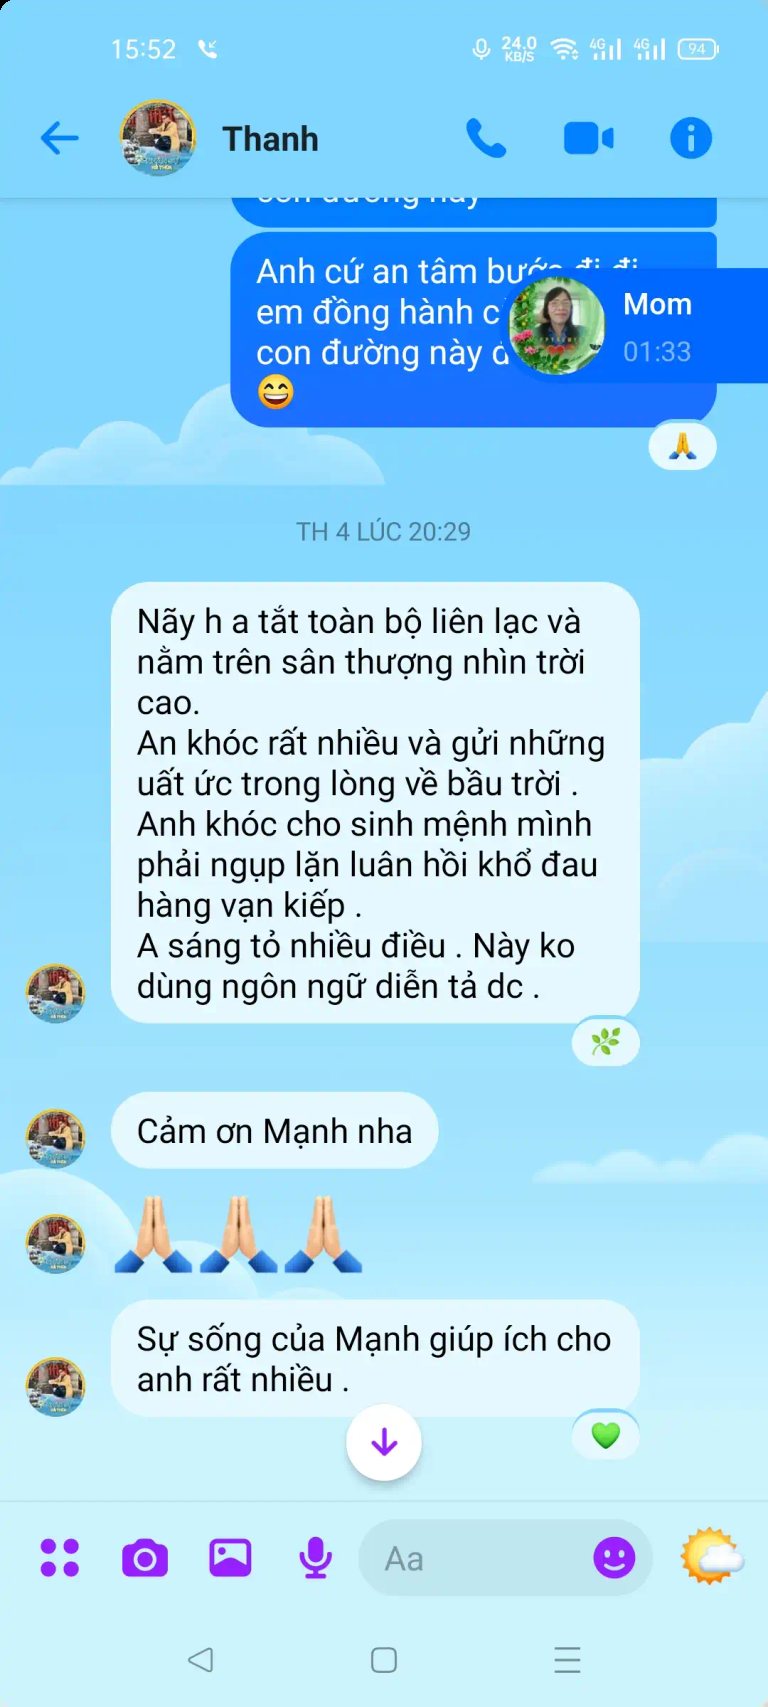 15:52
24.0
KB/S
4G
4G
94
Thanh
con đường này
Anh cứ an tâm bước đi đi
em đồng hành
con đường này
Mom
01:33
TH 4 LÚC 20:29
Nãy h a tắt toàn bộ liên lạc và
nằm trên sân thượng nhìn trời
cao.
An khóc rất nhiều và gửi những
uất ức trong lòng về bầu trời .
Anh khóc cho sinh mệnh mình
phải ngụp lặn luân hồi khổ đau
hàng vạn kiếp .
A sáng tỏ nhiều điều . Này ko
dùng ngôn ngữ diễn tả dc .
Cảm ơn Mạnh nha
Sự sống của Mạnh giúp ích cho
anh rất nhiều .
Aa